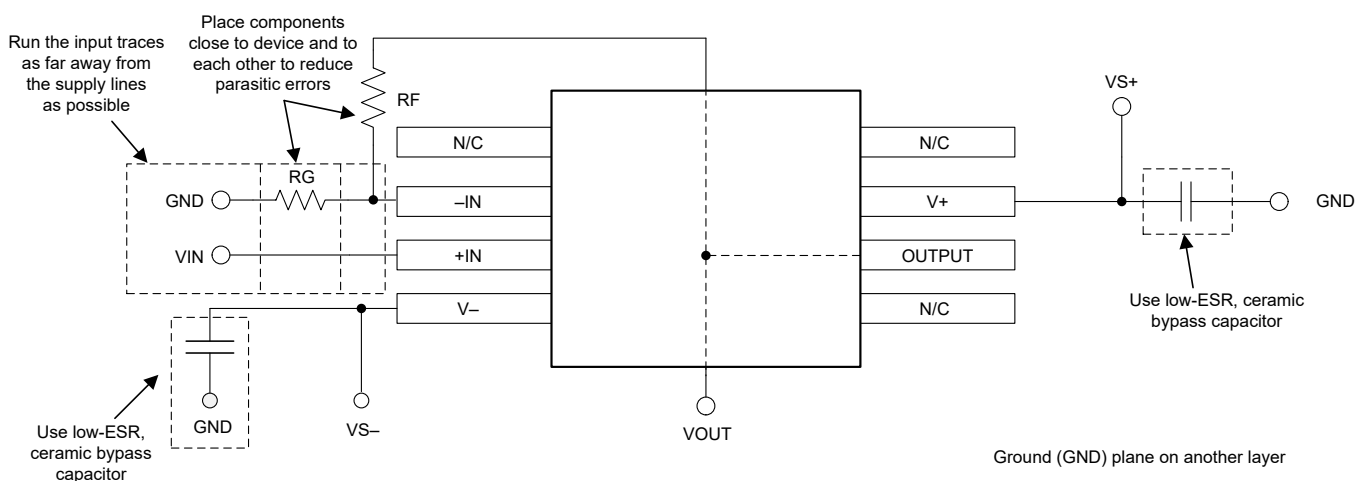 Place components
close to device and to
each other to reduce
parasitic errors
Run the input traces
as far away from
the supply lines
as possible
VS+
RF
N/C
N/C
RG
GND
–IN
V+
GND
VIN
+IN
OUTPUT
V–
N/C
Use low-ESR, ceramic
bypass capacitor
GND
VS–
VOUT
Use low-ESR,
ceramic bypass
capacitor
Ground (GND) plane on another layer